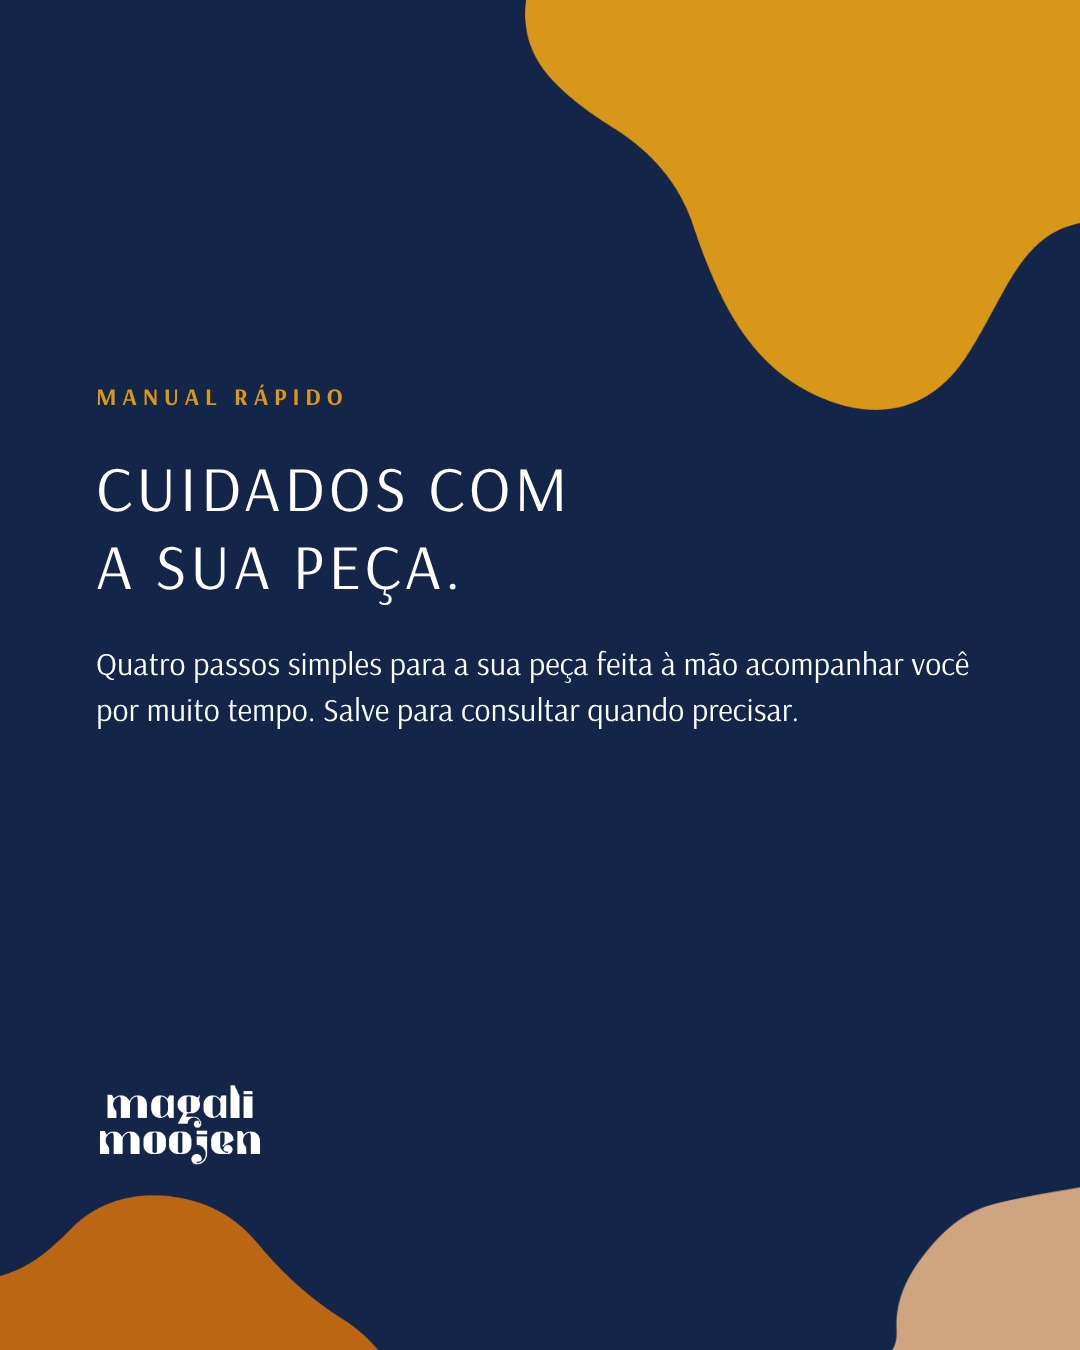 MANUAL RÁPIDO
CUIDADOS COM
A SUA PEÇA.
Quatro passos simples para a sua peça feita à mão acompanhar você
por muito tempo. Salve para consultar quando precisar.
magali
moojen